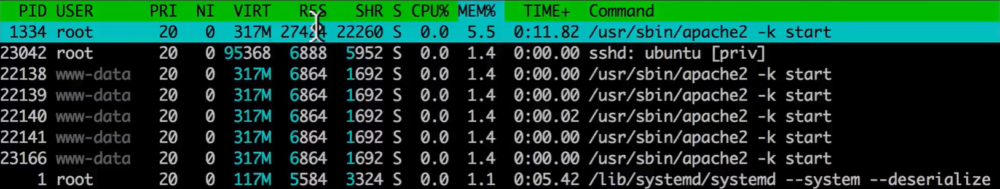 PID USER PRI NI VIRT RES SHR S CPU% MEM% TIME+ Command
1334 root 20 0 317M 27424 22260 S 0.0 5.5 0:11.82 /usr/sbin/apache2 -k start
23042 root 20 0 95368 6888 5952 S 0.0 1.4 0:00.00 sshd: ubuntu [priv]
22138 www-data 20 0 317M 6864 1692 S 0.0 1.4 0:00.00 /usr/sbin/apache2 -k start
22139 www-data 20 0 317M 6864 1692 S 0.0 1.4 0:00.00 /usr/sbin/apache2 -k start
22140 www-data 20 0 317M 6864 1692 S 0.0 1.4 0:00.02 /usr/sbin/apache2 -k start
22141 www-data 20 0 317M 6864 1692 S 0.0 1.4 0:00.00 /usr/sbin/apache2 -k start
23166 www-data 20 0 317M 6864 1692 S 0.0 1.4 0:00.00 /usr/sbin/apache2 -k start
1 root 20 0 117M 5584 3324 S 0.0 1.1 0:05.42 /lib/systemd/systemd --system --deserialize